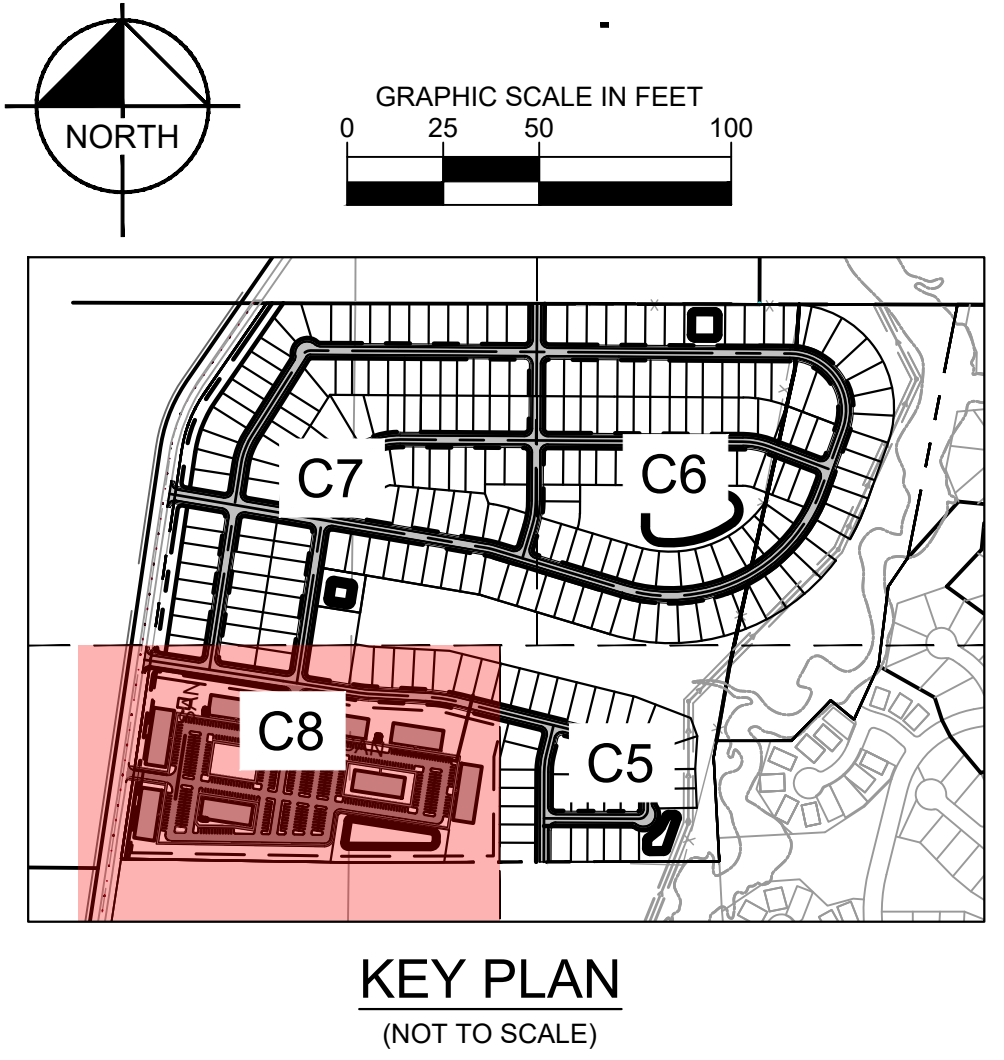 NORTH
GRAPHIC SCALE IN FEET
0 25 50 100
C7
C6
C8
C5
KEY PLAN
(NOT TO SCALE)